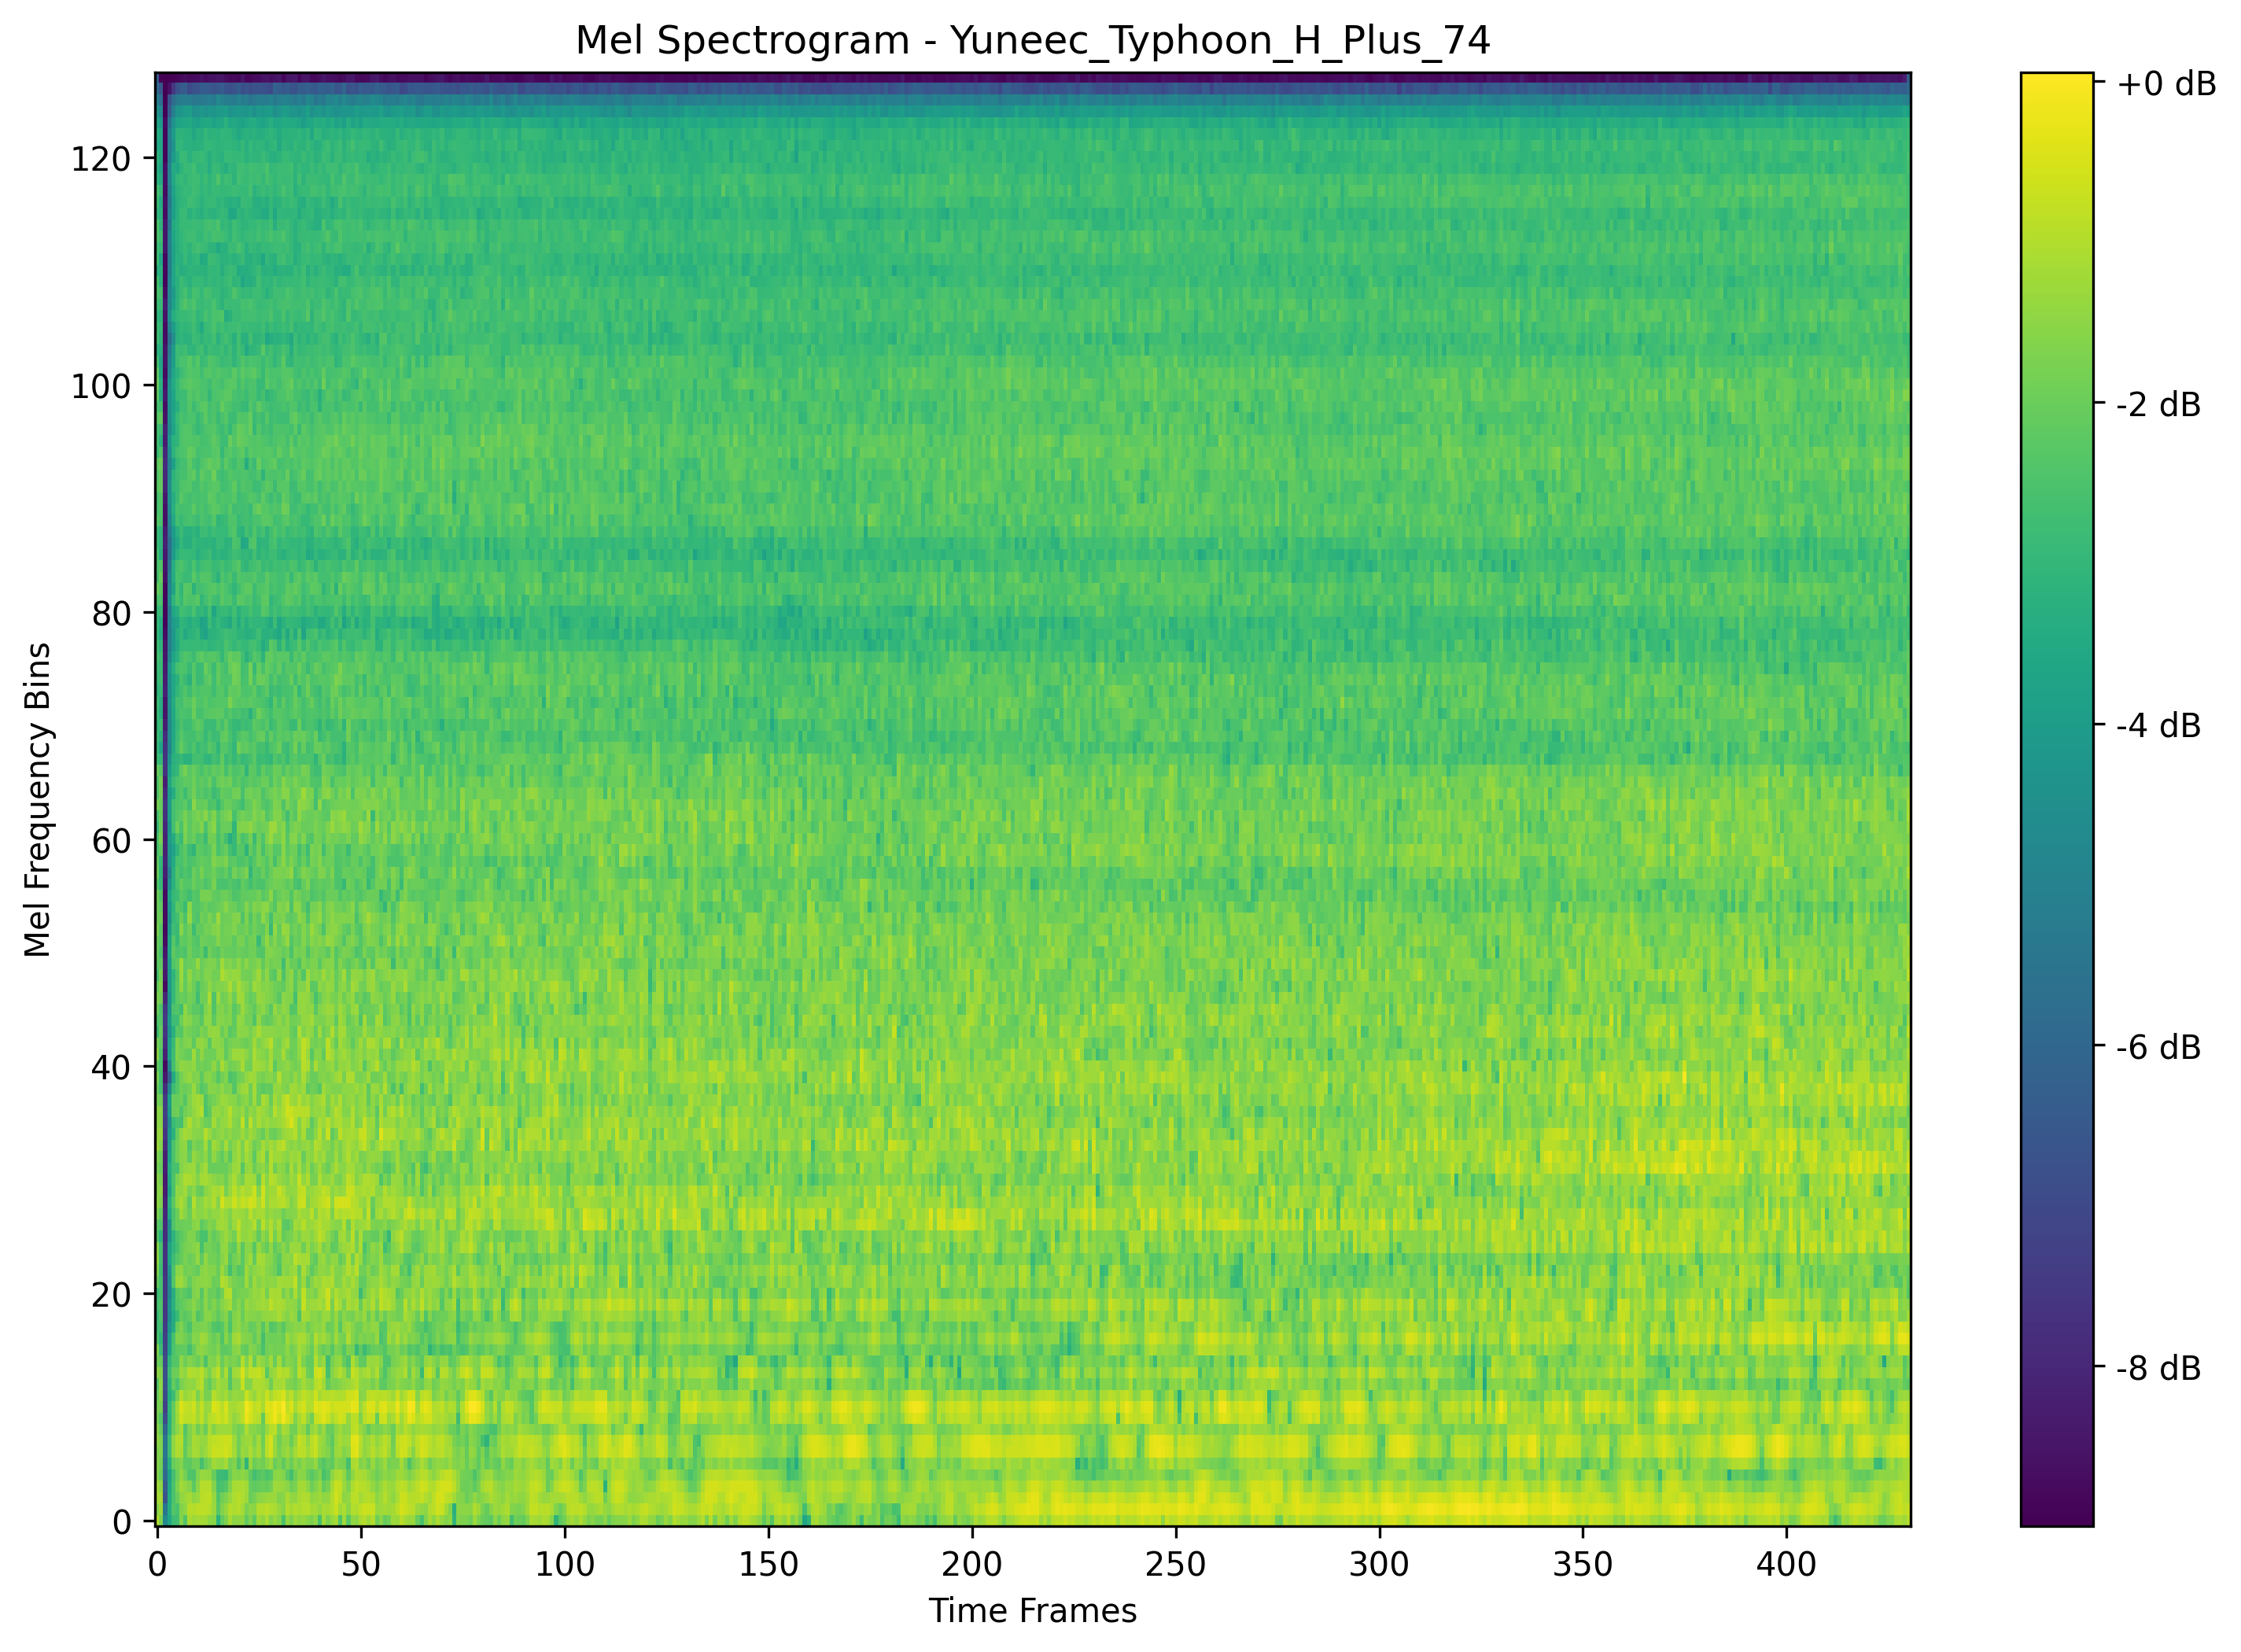 Mel Spectrogram - Yuneec_Typhoon_H_Plus_74
Mel Frequency Bins
120
100
80
60
40
20
0
0 50 100 150 200 250 300 350 400
Time Frames
+0 dB
-2 dB
-4 dB
-6 dB
-8 dB